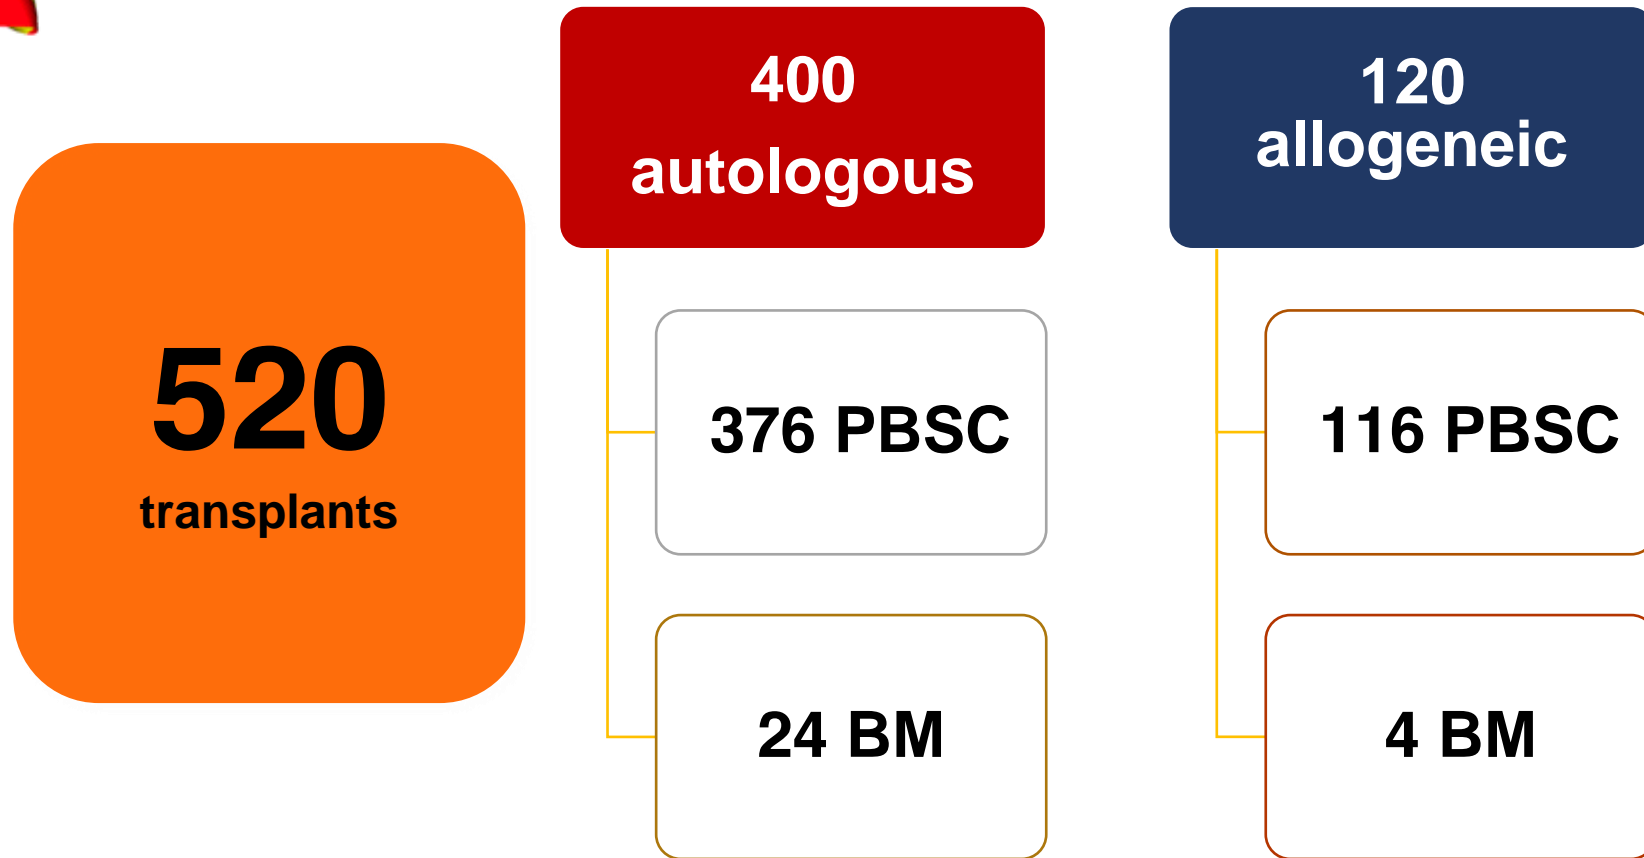 520
transplants
400
autologous
376 PBSC
24 BM
120
allogeneic
116 PBSC
4 BM